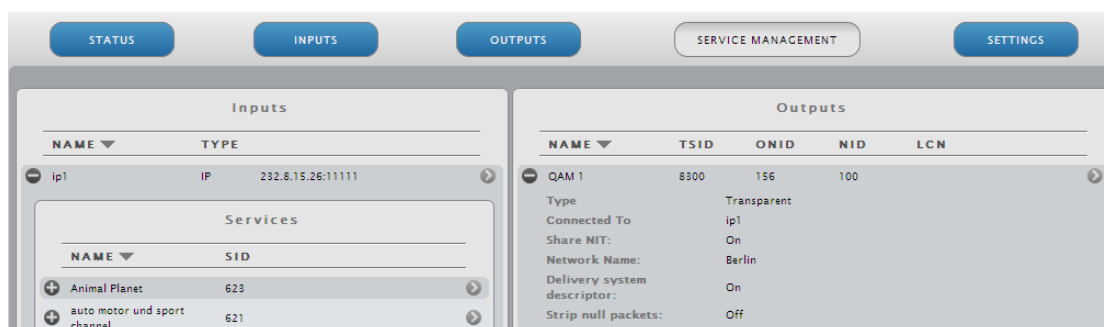 STATUS INPUTS OUTPUTS SERVICE MANAGEMENT SETTINGS
Inputs
NAME TYPE
ip1 IP 232.8.15.26:11111
Services
NAME SID
Animal Planet 623
auto motor und sport
channel 621
Outputs
NAME TSID ONID NID LCN
QAM 1 8300 156 100
Type Transparent
Connected To ip1
Share NIT: On
Network Name: Berlin
Delivery system
descriptor: On
Strip null packets: Off